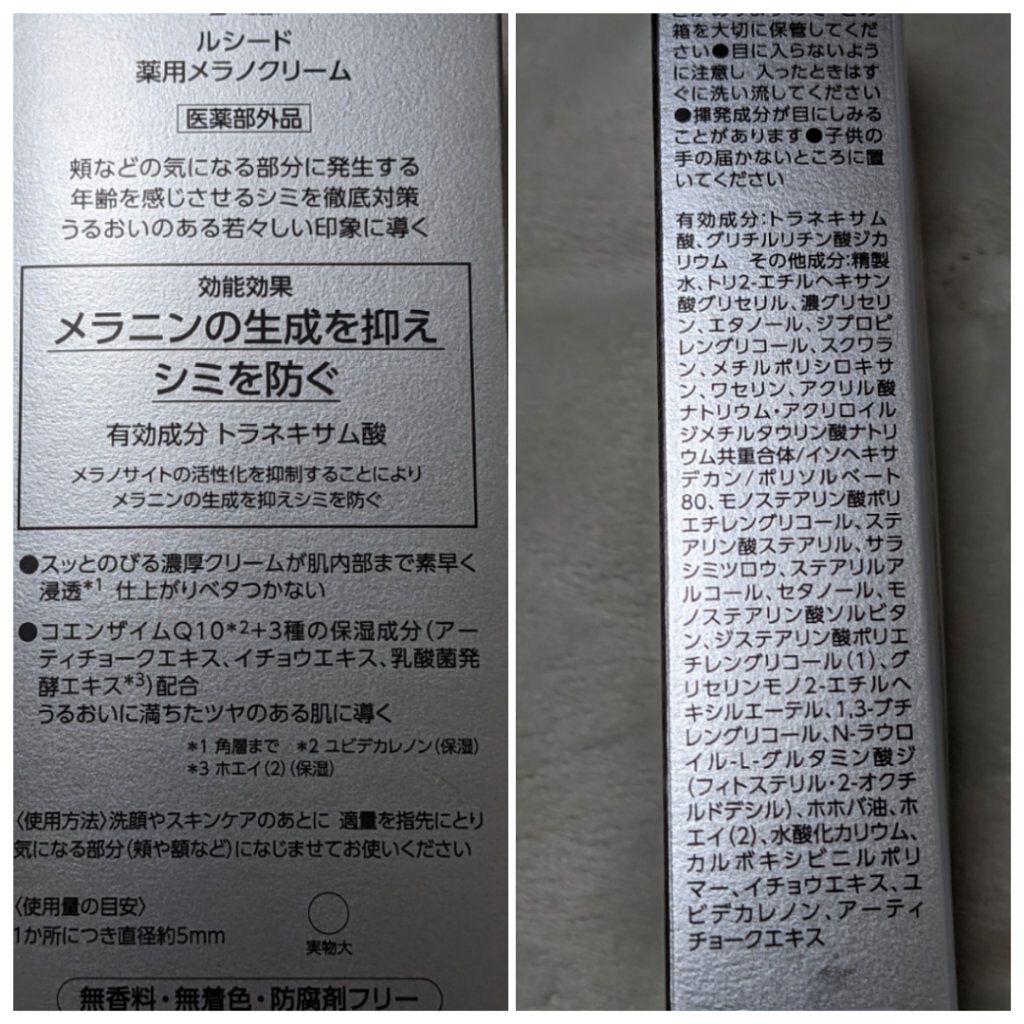 ルシード
薬用メラノクリーム
医薬部外品
頬などの気になる部分に発生する
年齢を感じさせるシミを徹底対策
うるおいのある若々しい印象に導く
効能効果
メラニンの生成を抑え
シミを防ぐ
有効成分 トラネキサム酸
メラノサイトの活性化を抑制することにより
メラニンの生成を抑えシミを防ぐ
●スッとのびる濃厚クリームが肌内部まで素早く
浸透*1 仕上がりベタつかない
●コエンザイムQ10*2+3種の保湿成分(アー
ティチョークエキス、イチョウエキス、乳酸菌発
酵エキス*3)配合
うるおいに満ちたツヤのある肌に導く
*1 角層まで *2 ユビデカレノン(保湿)
*3 ホエイ(2)(保湿)
〈使用方法〉洗顔やスキンケアのあとに 適量を指先にとり
気になる部分(頬や額など)になじませてお使いください
〈使用量の目安〉
1か所につき直径約5mm
実物大
無香料・無着色・防腐剤フリー
箱を大切に保管してくだ
さい●目に入らないよう
に注意し 入ったときはす
ぐに洗い流してください
●揮発成分が目にしみる
ことがあります●子供の
手の届かないところに置
いてください
有効成分:トラネキサム
酸、グリチルリチン酸ジカ
リウム その他成分:精製
水、トリ2-エチルヘキサン
酸グリセリル、濃グリセリ
ン、エタノール、ジプロピ
レングリコール、スクワラ
ン、メチルポリシロキサ
ン、ワセリン、アクリル酸
ナトリウム・アクリロイル
ジメチルタウリン酸ナトリ
ウム共重合体/イソヘキサ
デカン/ポリソルベート
80、モノステアリン酸ポリ
エチレングリコール、ステ
アリン酸ステアリル、サラ
シミツロウ、ステアリルア
ルコール、セタノール、モ
ノステアリン酸ソルビタ
ン、ジステアリン酸ポリエ
チレングリコール(1)、グ
リセリンモノ2-エチルヘ
キシルエーテル、1,3-ブチ
レングリコール、N-ラウロ
イル-L-グルタミン酸ジ
(フィトステリル・2-オクチ
ルドデシル)、ホホバ油、ホ
エイ(2)、水酸化カリウム、
カルボキシビニルポリ
マー、イチョウエキス、ユ
ビデカレノン、アーティ
チョークエキス